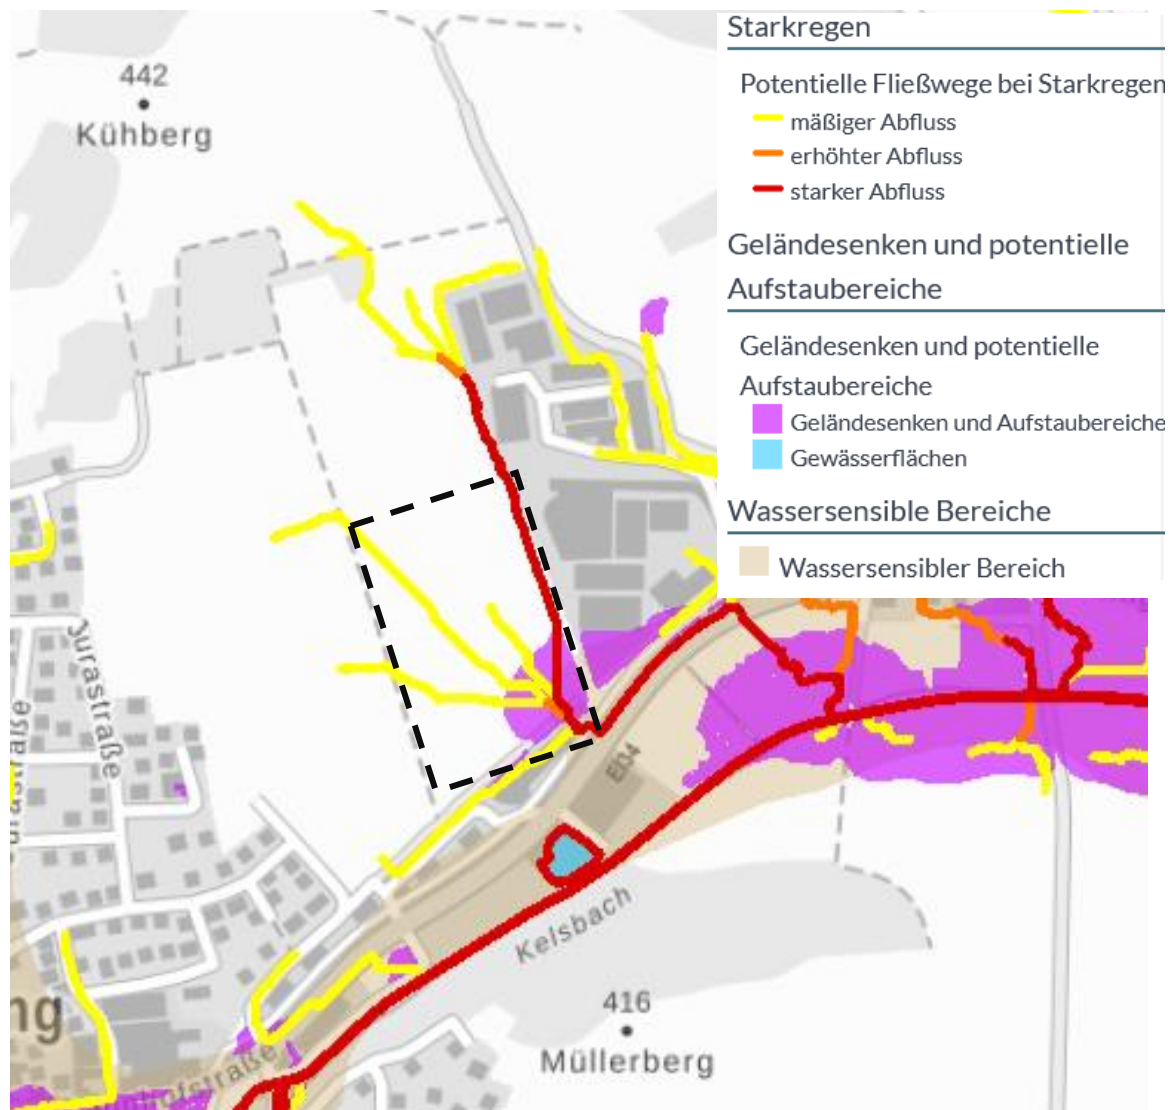 Starkregen
Potentielle Fließwege bei Starkregen
mäßiger Abfluss
erhöhter Abfluss
starker Abfluss
Geländesenken und potentielle
Aufstaubereiche
Geländesenken und potentielle
Aufstaubereiche
Geländesenken und Aufstaubereiche
Gewässerflächen
Wassersensible Bereiche
Wassersensibler Bereich
442
Kühberg
Jurastraße
EI34
Kelsbach
416
Müllerberg
ng